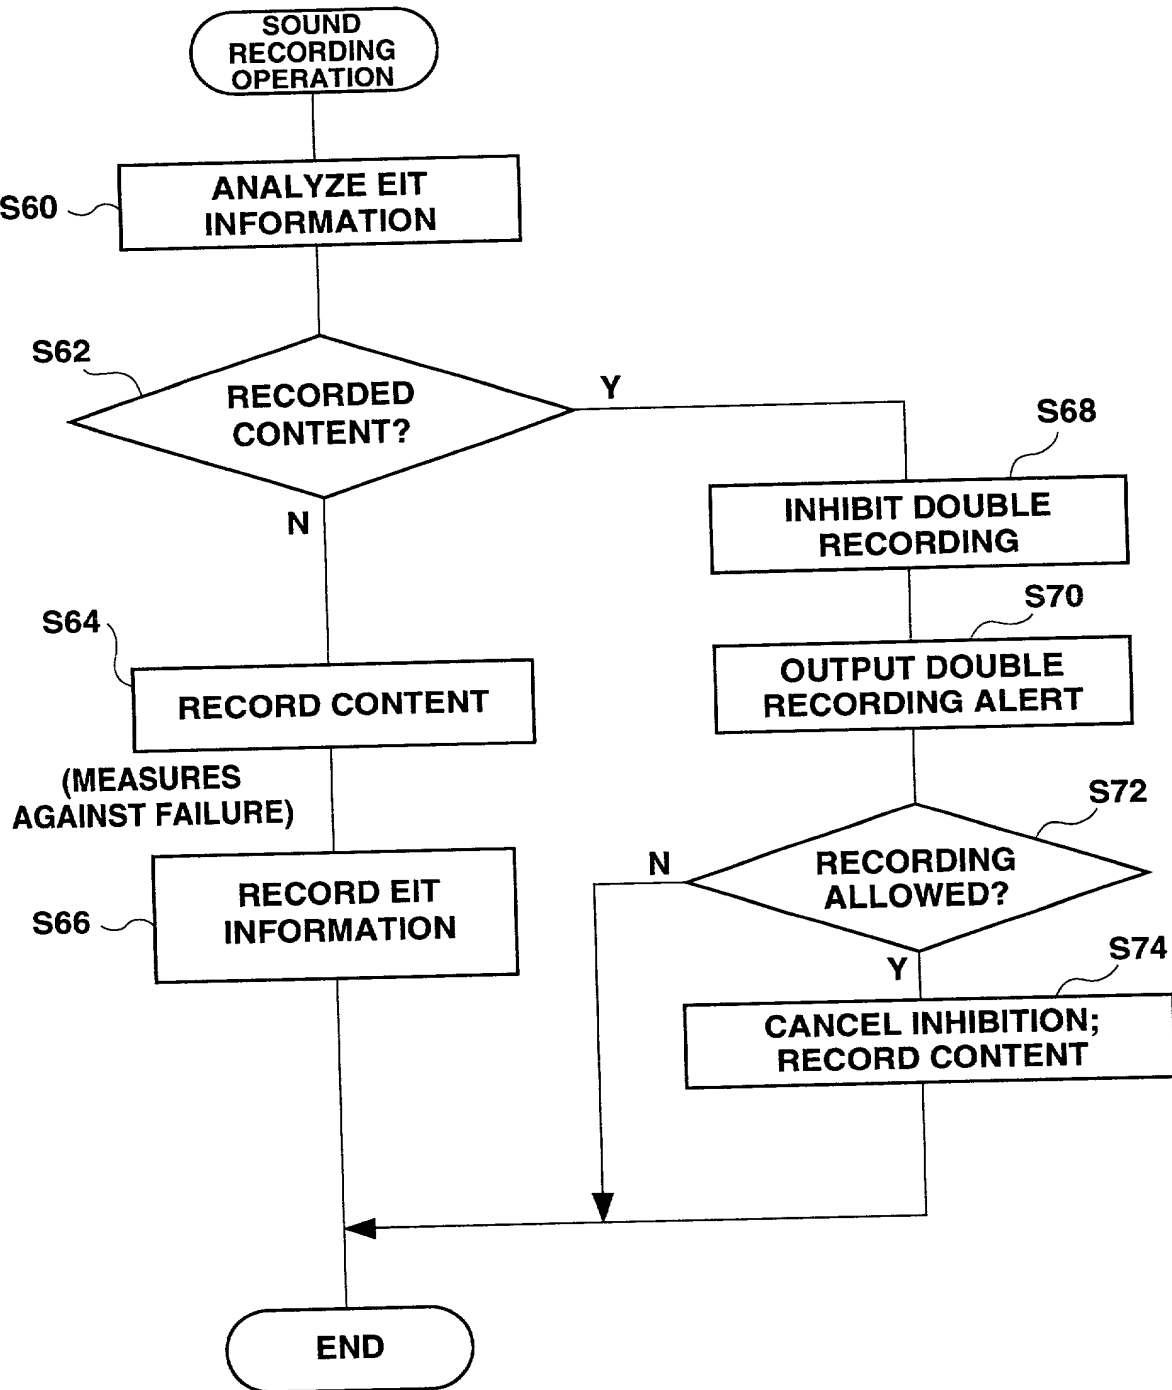 SOUND
RECORDING
OPERATION
S60
ANALYZE EIT
INFORMATION
S62
RECORDED
CONTENT?
Y
N
S64
RECORD CONTENT
(MEASURES
AGAINST FAILURE)
S66
RECORD EIT
INFORMATION
S68
INHIBIT DOUBLE
RECORDING
S70
OUTPUT DOUBLE
RECORDING ALERT
S72
RECORDING
ALLOWED?
N
Y
S74
CANCEL INHIBITION;
RECORD CONTENT
END